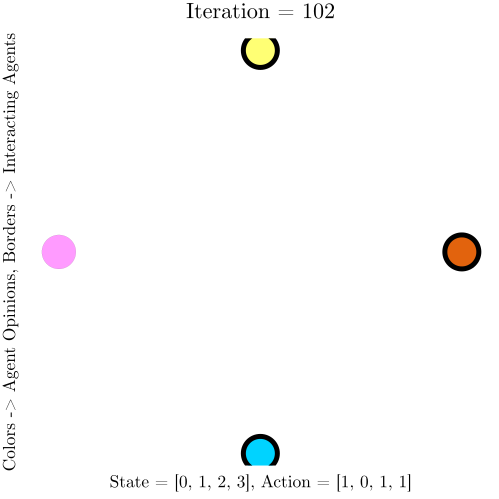 Iteration = 102
Colors -> Agent Opinions, Borders -> Interacting Agents
State = [0, 1, 2, 3], Action = [1, 0, 1, 1]